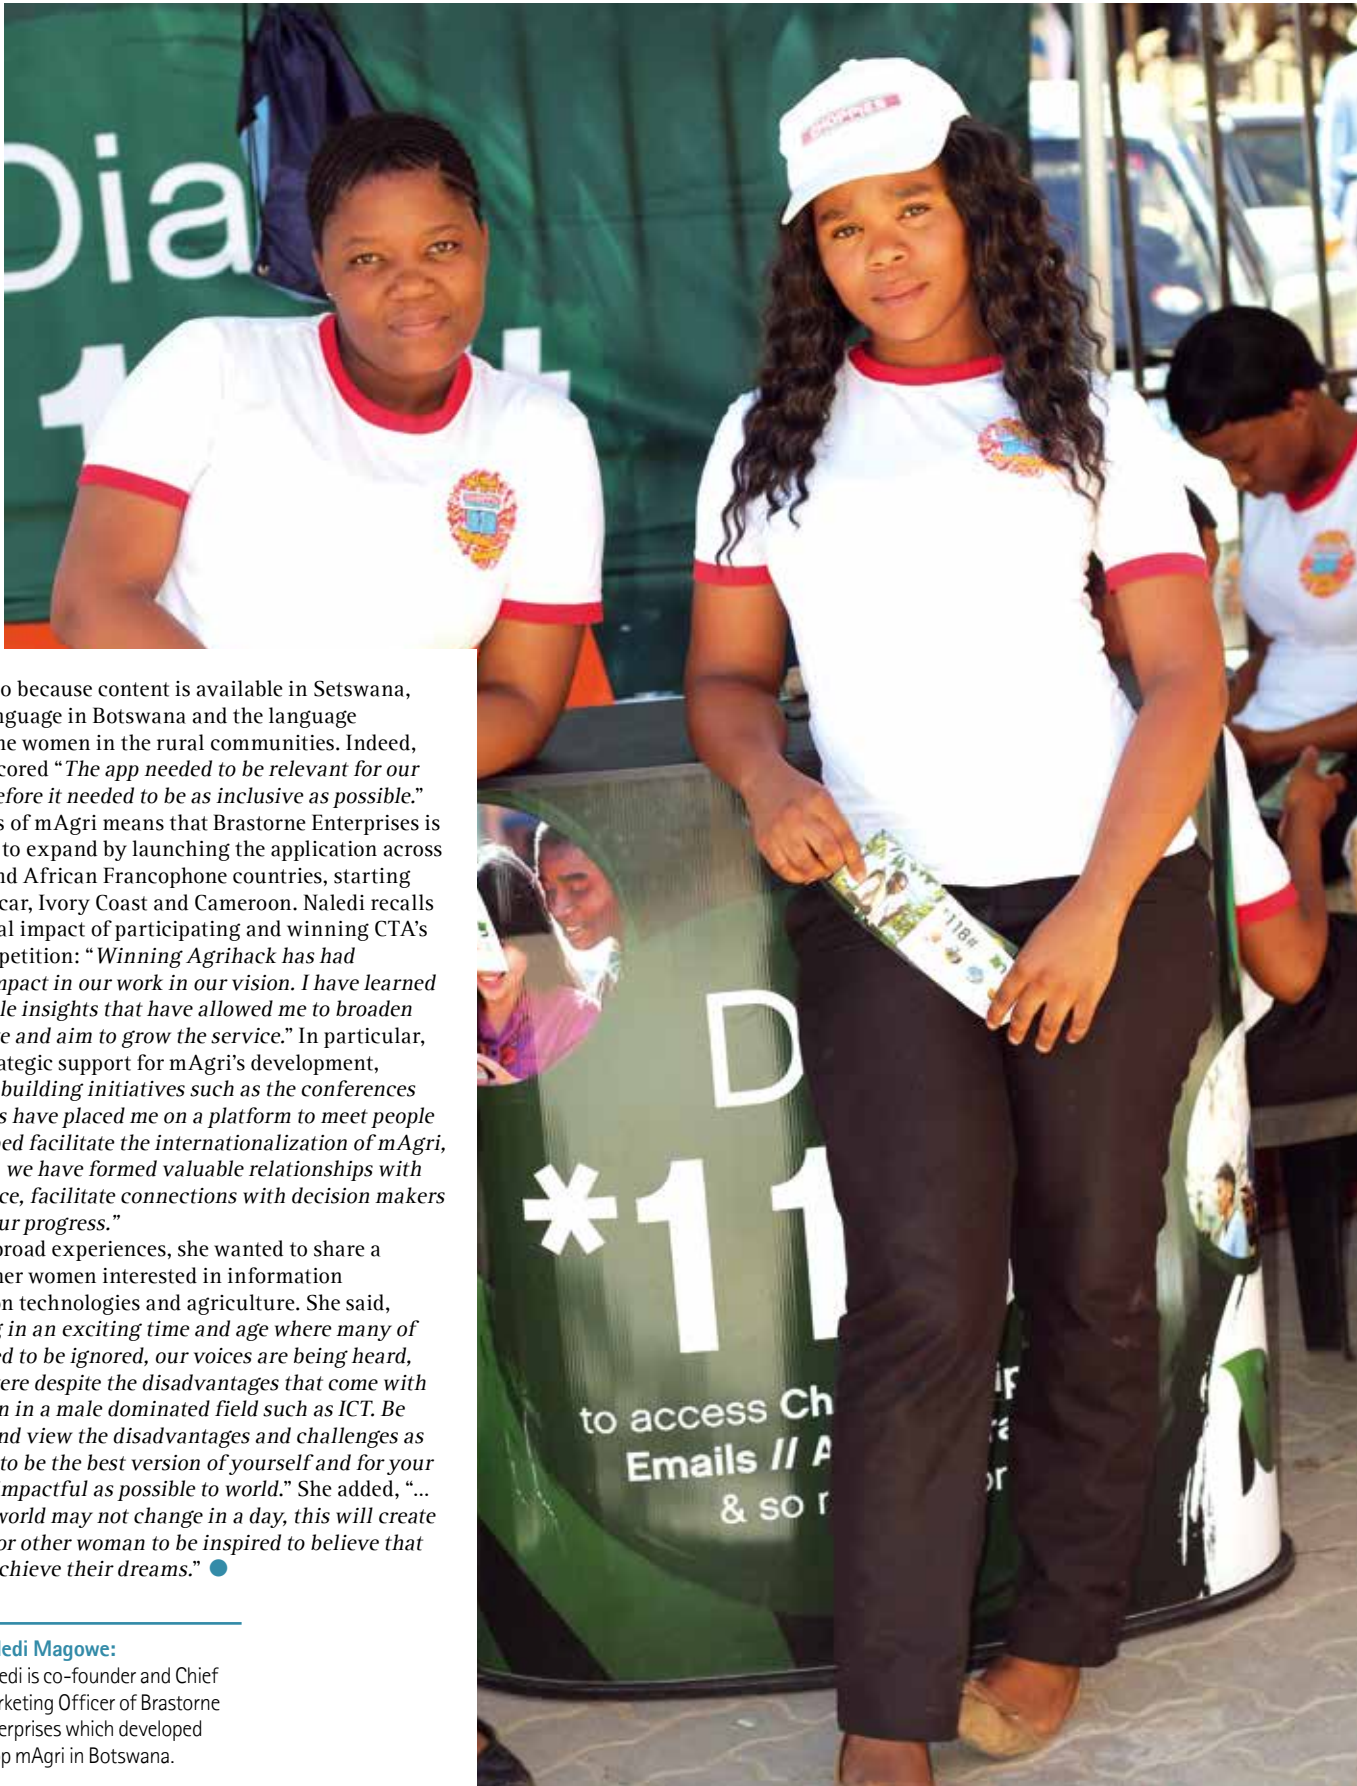 Dia
SHOPPERS
o because content is available in Setswana,
nguage in Botswana and the language
ne women in the rural communities. Indeed,
cored “The app needed to be relevant for our
efore it needed to be as inclusive as possible.”
s of mAgri means that Brastorne Enterprises is
to expand by launching the application across
nd African Francophone countries, starting
car, Ivory Coast and Cameroon. Naledi recalls
al impact of participating and winning CTA’s
petition: “Winning Agrihack has had
mpact in our work in our vision. I have learned
le insights that have allowed me to broaden
e and aim to grow the service.” In particular,
ategic support for mAgri’s development,
building initiatives such as the conferences
s have placed me on a platform to meet people
ped facilitate the internationalization of mAgri,
we have formed valuable relationships with
ce, facilitate connections with decision makers
ur progress.”
broad experiences, she wanted to share a
her women interested in information
on technologies and agriculture. She said,
g in an exciting time and age where many of
ed to be ignored, our voices are being heard,
ere despite the disadvantages that come with
n in a male dominated field such as ICT. Be
nd view the disadvantages and challenges as
to be the best version of yourself and for your
impactful as possible to world.” She added, “...
world may not change in a day, this will create
or other woman to be inspired to believe that
chieve their dreams.”
ledi Magowe:
edi is co-founder and Chief
rketing Officer of Brastorne
erprises which developed
p mAgri in Botswana.
*118#
D
*11
to access Ch
Emails // A
& so